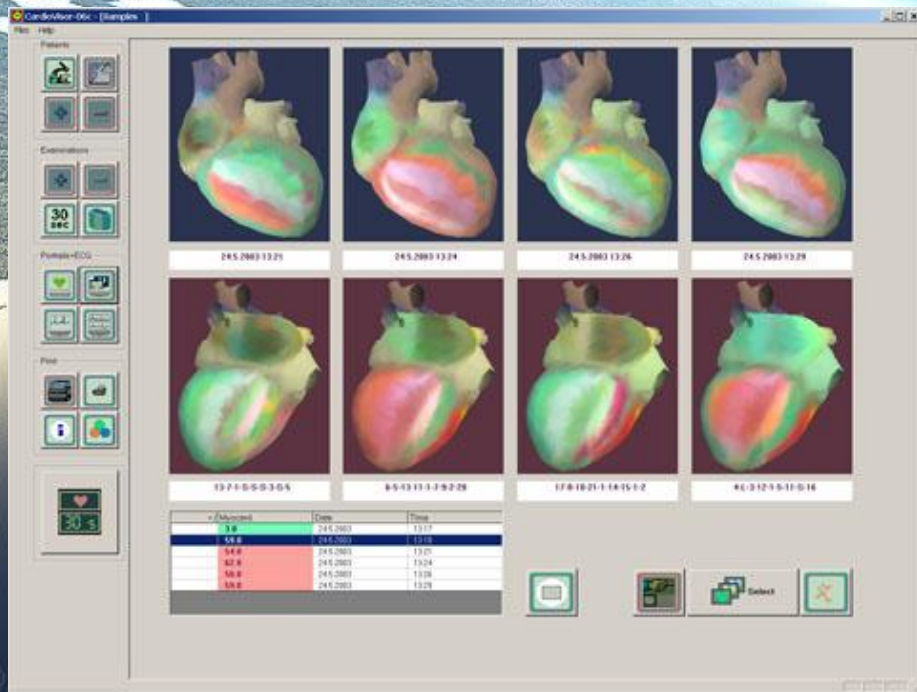 CardioVisor-06c - [Samples ]
Files Help
Patients
Examinations
30
sec
Portraits+ECG
Print
30 s
24.5.2003 13:21
24.5.2003 13:24
24.5.2003 13:26
24.5.2003 13:29
Myocard Date Time
3.0 24.5.2003 13:17
59.0 24.5.2003 13:19
54.0 24.5.2003 13:21
62.0 24.5.2003 13:24
24.5.2003 13:26
59.0 24.5.2003 13:29
Select